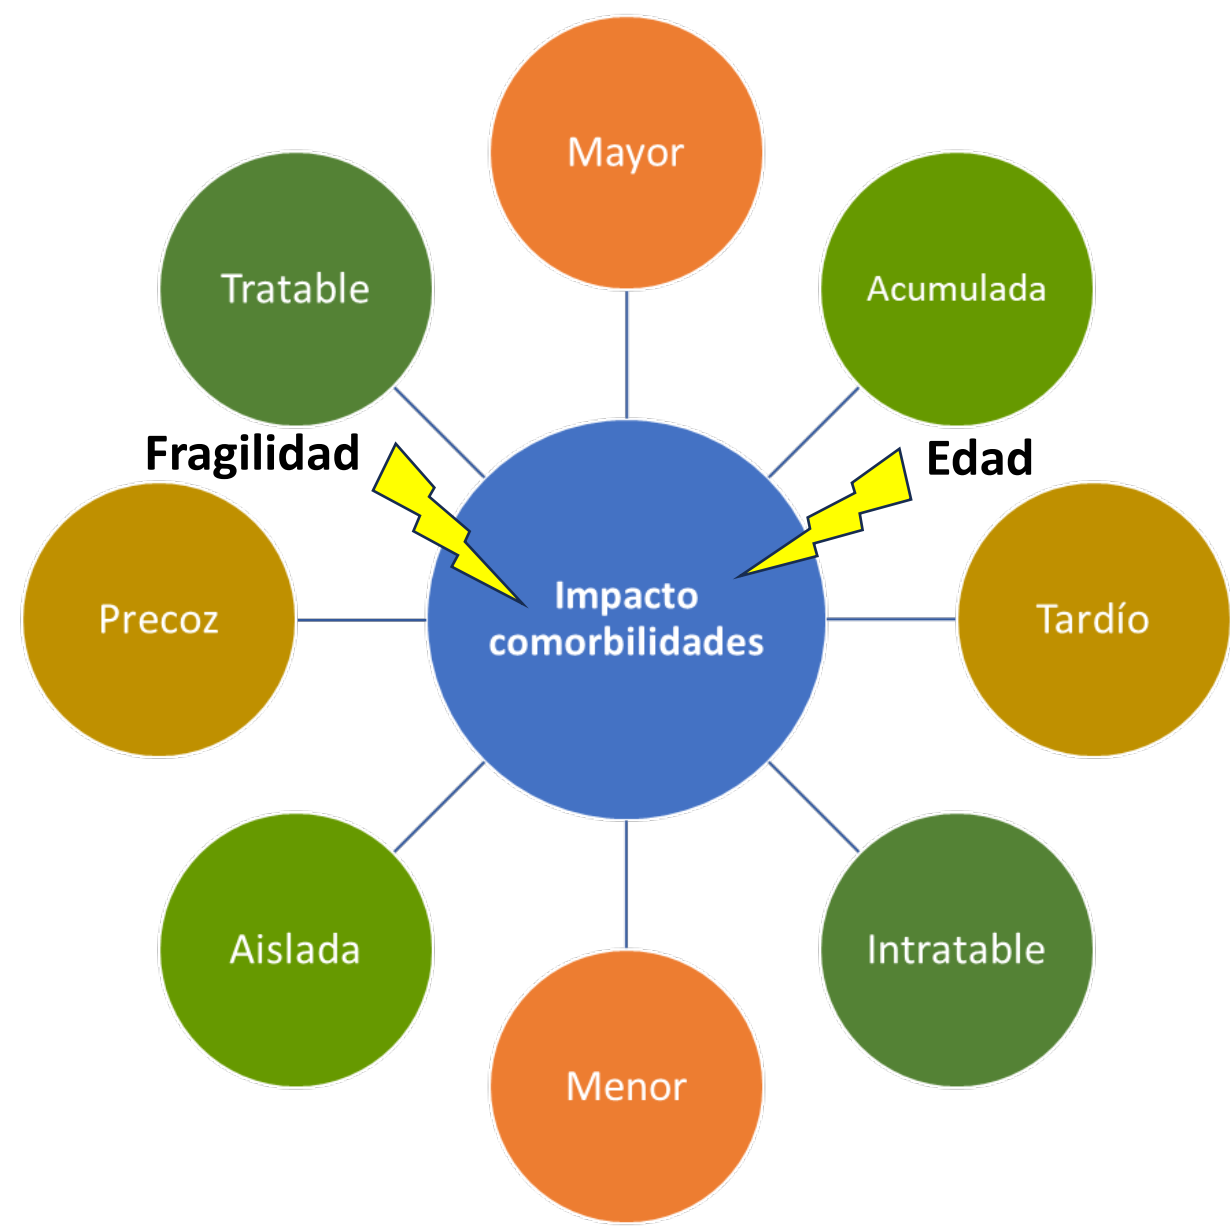 Mayor
Tratable
Acumulada
Fragilidad
Edad
Impacto
comorbilidades
Precoz
Tardío
Aislada
Intratable
Menor